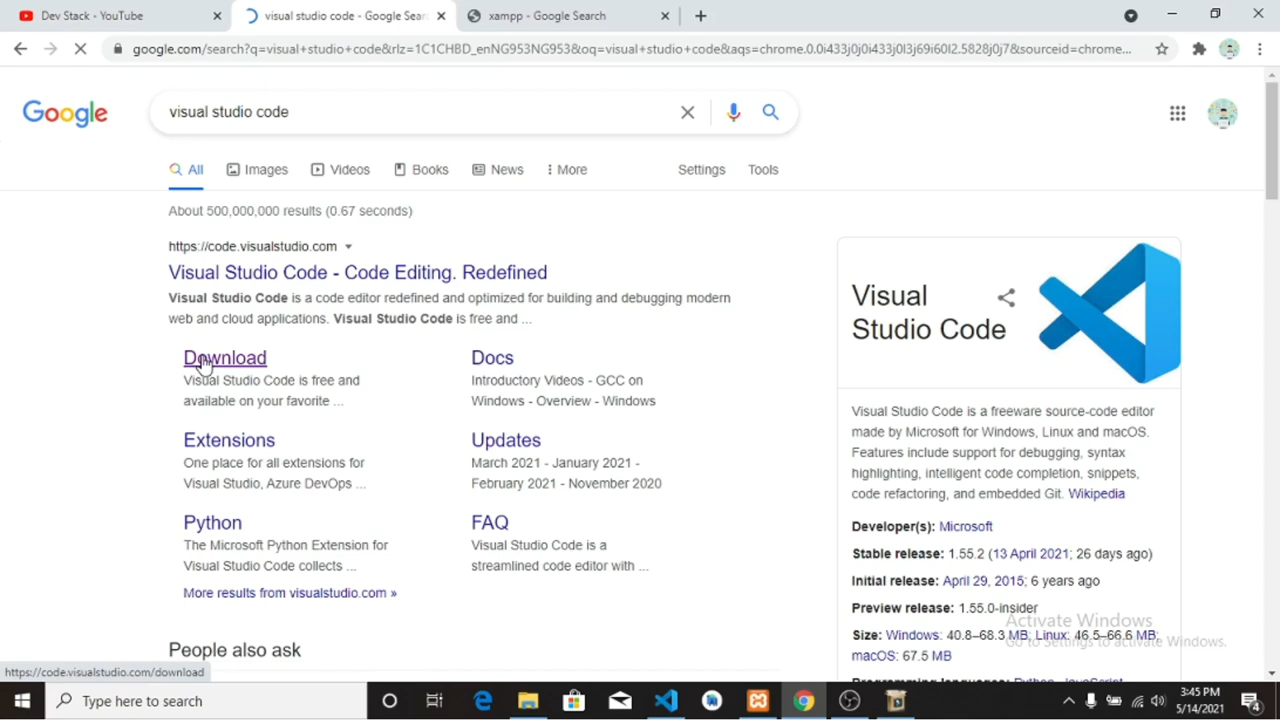 Dev Stack - YouTube
visual studio code - Google Sear
xampp - Google Search
google.com/search?q=visual+studio+code&rlz=1C1CHBD_enNG953NG953&oq=visual+studio+code&aqs=chrome.0.0i433j0j0i433j0l3j69i60l2.5828j0j7&sourceid=chrome...
Google
visual studio code
All
Images
Videos
Books
News
More
Settings
Tools
About 500,000,000 results (0.67 seconds)
https://code.visualstudio.com
Visual Studio Code - Code Editing. Redefined
Visual Studio Code is a code editor redefined and optimized for building and debugging modern
web and cloud applications. Visual Studio Code is free and ...
Download
Visual Studio Code is free and
available on your favorite ...
Docs
Introductory Videos - GCC on
Windows - Overview - Windows
Extensions
One place for all extensions for
Visual Studio, Azure DevOps ...
Updates
March 2021 - January 2021 -
February 2021 - November 2020
Python
The Microsoft Python Extension for
Visual Studio Code collects ...
FAQ
Visual Studio Code is a
streamlined code editor with ...
More results from visualstudio.com »
People also ask
Visual
Studio Code
Visual Studio Code is a freeware source-code editor
made by Microsoft for Windows, Linux and macOS.
Features include support for debugging, syntax
highlighting, intelligent code completion, snippets,
code refactoring, and embedded Git. Wikipedia
Developer(s): Microsoft
Stable release: 1.55.2 (13 April 2021; 26 days ago)
Initial release: April 29, 2015; 6 years ago
Preview release: 1.55.0-insider
Size: Windows: 40.8–68.3 MB; Linux: 46.5–66.6 MB;
macOS: 67.5 MB
Programming languages: Python, JavaScript
Activate Windows
Go to Settings to activate Windows.
https://code.visualstudio.com/download
Type here to search
3:45 PM
5/14/2021
4